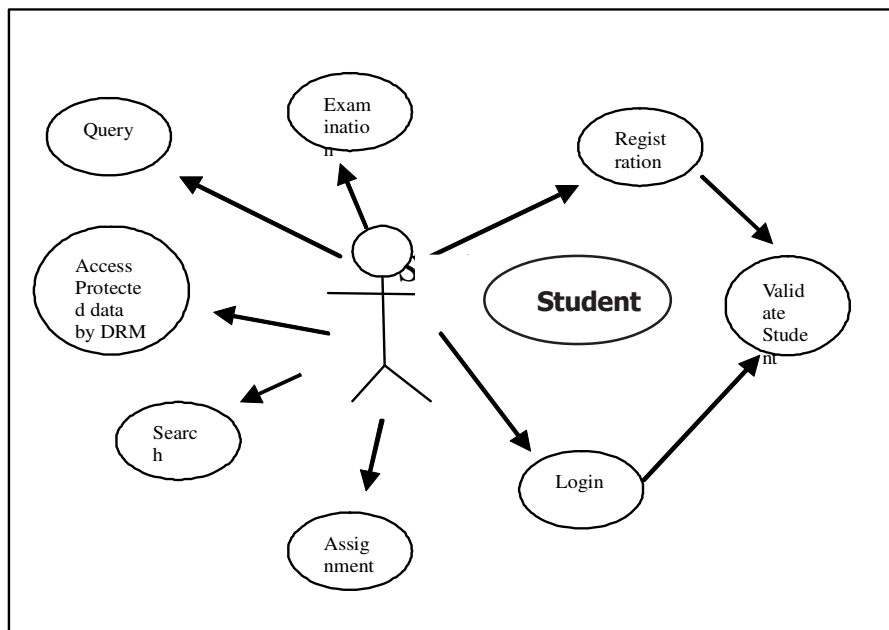 Query
Exam
inatio
n
Regist
ration
Access
Protecte
d data
by DRM
Student
Valid
ate
Stude
nt
Searc
h
Login
Assig
nment